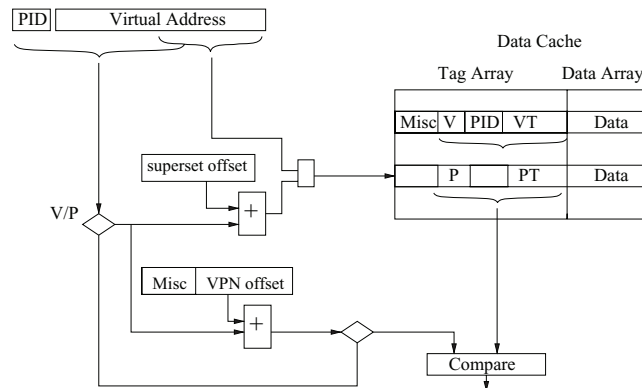 PID Virtual Address
Data Cache
Tag Array Data Array
Misc V PID VT Data
superset offset
P PT Data
+
V/P
Misc VPN offset
+
Compare